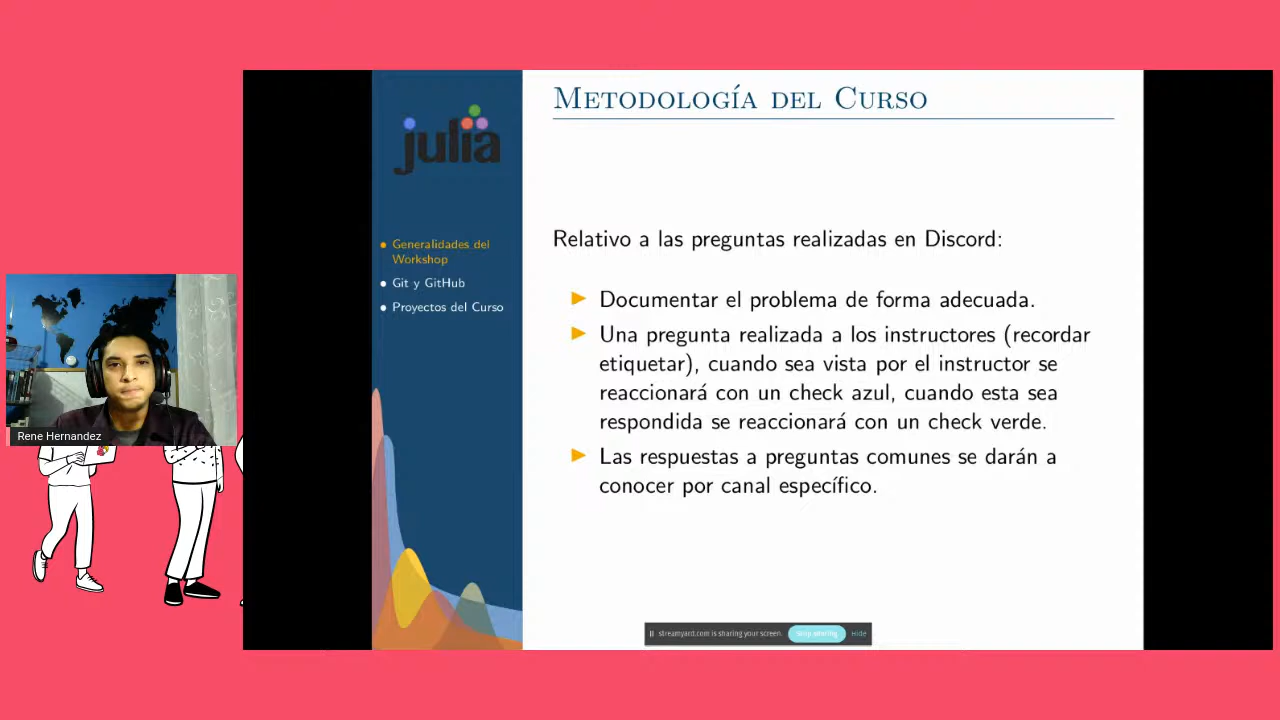 METODOLOGÍA DEL CURSO
julia
Generalidades del
Workshop
Git y GitHub
Proyectos del Curso
Relativo a las preguntas realizadas en Discord:
Documentar el problema de forma adecuada.
Una pregunta realizada a los instructores (recordar
etiquetar), cuando sea vista por el instructor se
reaccionará con un check azul, cuando esta sea
respondida se reaccionará con un check verde.
Las respuestas a preguntas comunes se darán a
conocer por canal específico.
Rene Hernandez
streamyard.com is sharing your screen.
Stop sharing
Hide